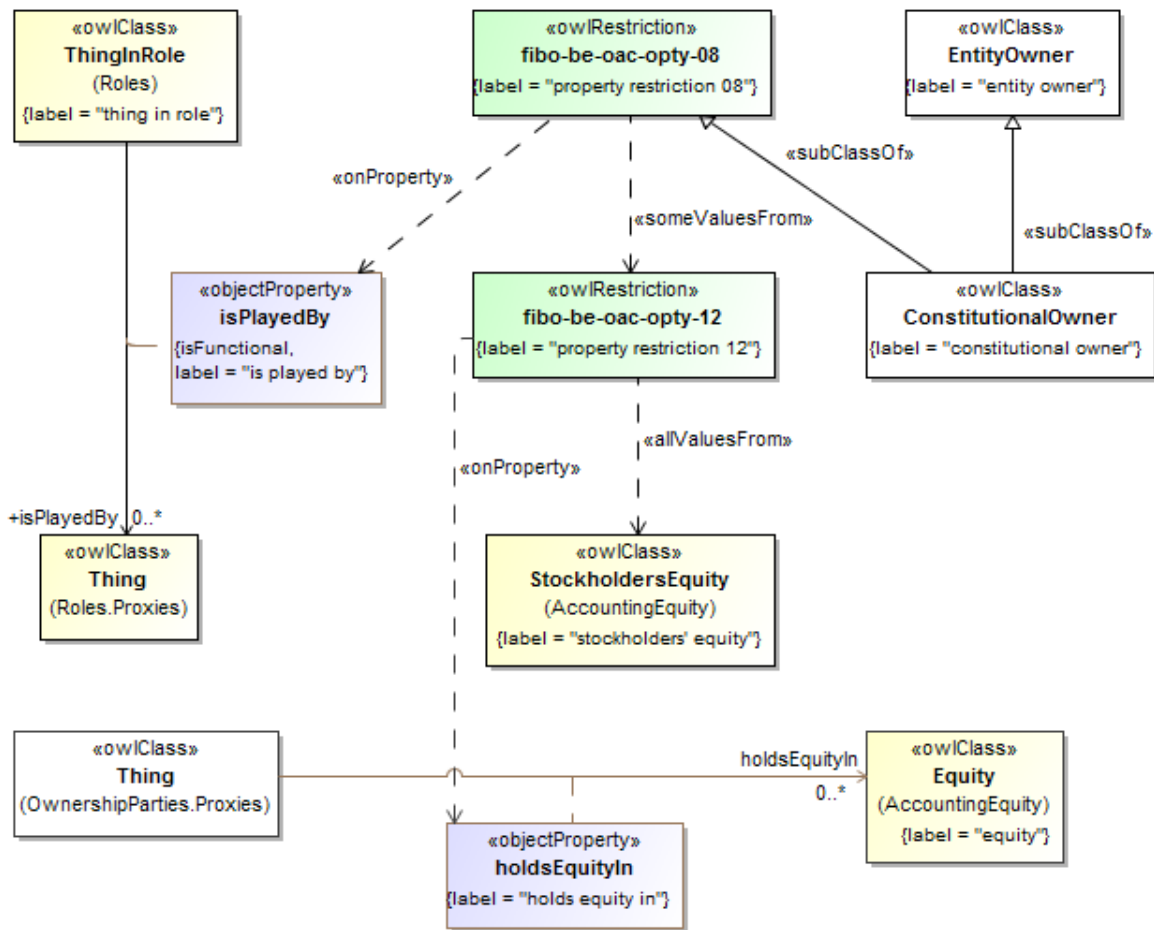 «owlClass»
ThingInRole
(Roles)
{label = "thing in role"}
«owlRestriction»
fibo-be-oac-opty-08
{label = "property restriction 08"}
«owlClass»
EntityOwner
{label = "entity owner"}
«subClassOf»
«onProperty»
«someValuesFrom»
«subClassOf»
«objectProperty»
isPlayedBy
{isFunctional,
label = "is played by"}
«owlRestriction»
fibo-be-oac-opty-12
{label = "property restriction 12"}
«owlClass»
ConstitutionalOwner
{label = "constitutional owner"}
«allValuesFrom»
«onProperty»
+isPlayedBy 0..*
«owlClass»
Thing
(Roles.Proxies)
«owlClass»
StockholdersEquity
(AccountingEquity)
{label = "stockholders' equity"}
«owlClass»
Thing
(OwnershipParties.Proxies)
holdsEquityIn
0..*
«owlClass»
Equity
(AccountingEquity)
{label = "equity"}
«objectProperty»
holdsEquityIn
{label = "holds equity in"}